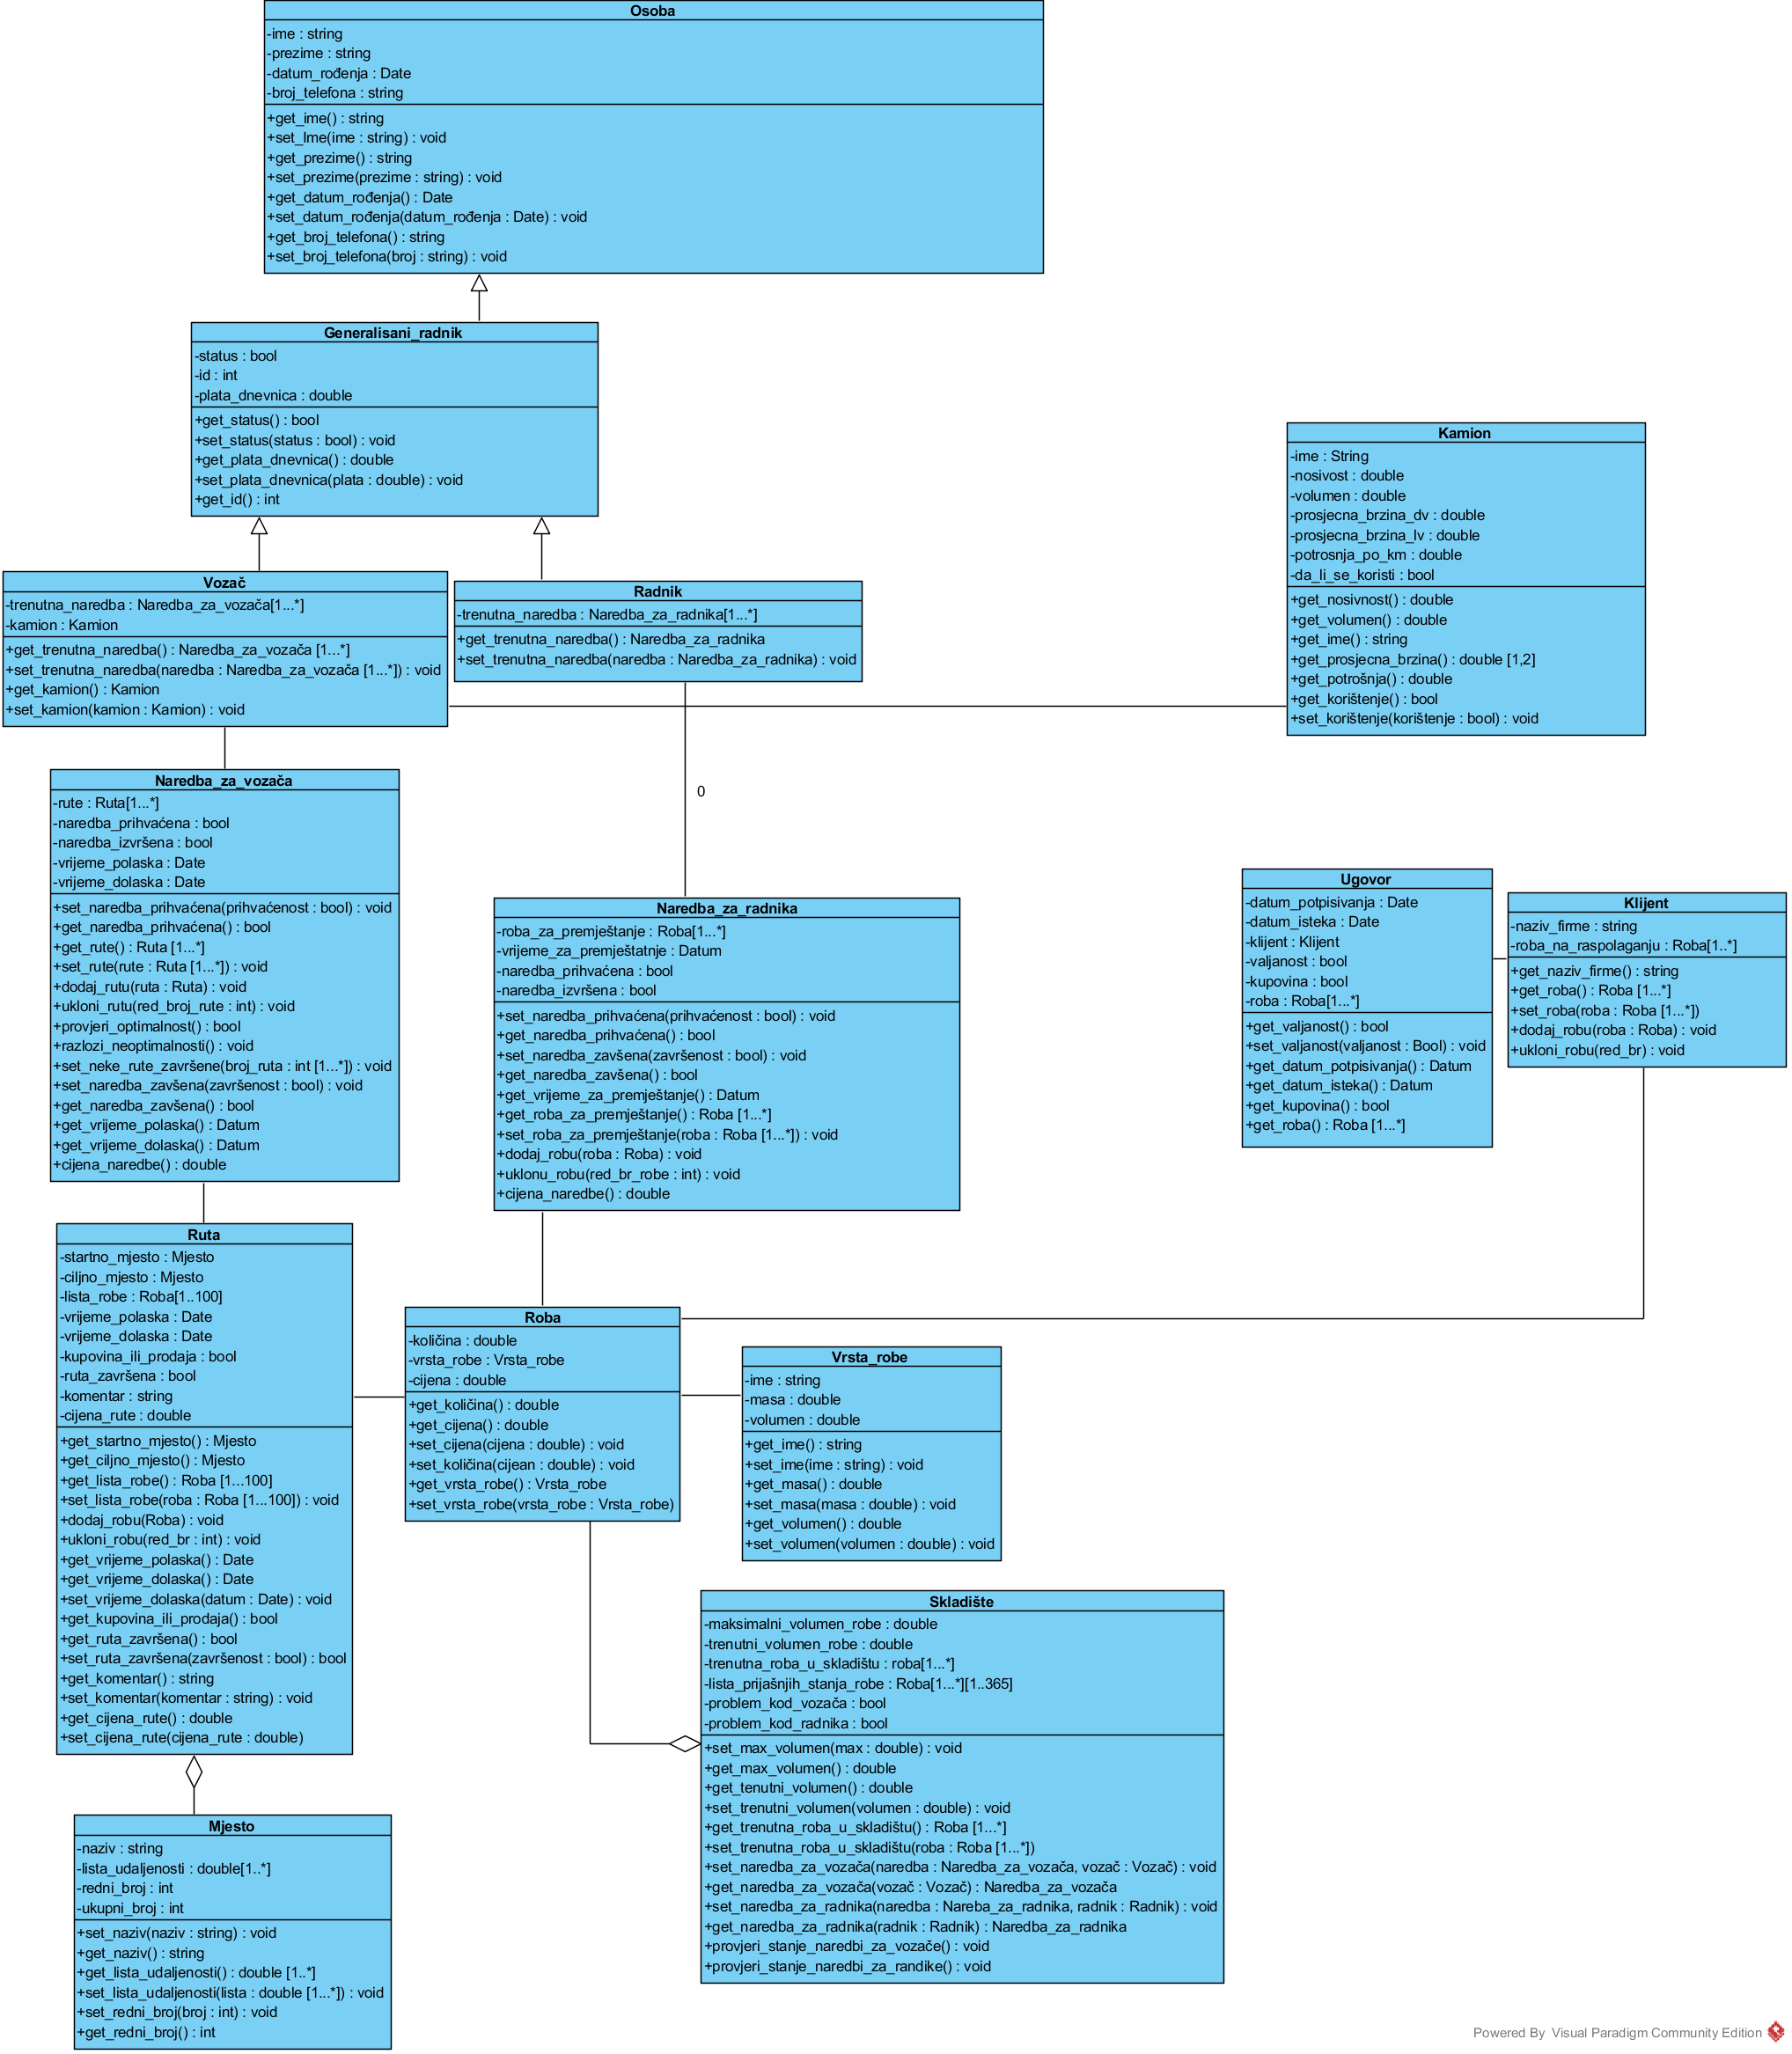 Osoba
-ime : string
-prezime : string
-datum_rođenja : Date
-broj_telefona : string
+get_ime() : string
+set_Ime(ime : string) : void
+get_prezime() : string
+set_prezime(prezime : string) : void
+get_datum_rođenja() : Date
+set_datum_rođenja(datum_rođenja : Date) : void
+get_broj_telefona() : string
+set_broj_telefona(broj : string) : void
Generalisani_radnik
-status : bool
-id : int
-plata_dnevnica : double
+get_status() : bool
+set_status(status : bool) : void
+get_plata_dnevnica() : double
+set_plata_dnevnica(plata : double) : void
+get_id() : int
Kamion
-ime : String
-nosivost : double
-volumen : double
-prosjecna_brzina_dv : double
-prosjecna_brzina_lv : double
-potrosnja_po_km : double
-da_li_se_koristi : bool
+get_nosivnost() : double
+get_volumen() : double
+get_ime() : string
+get_prosjecna_brzina() : double [1,2]
+get_potrošnja() : double
+get_korištenje() : bool
+set_korištenje(korištenje : bool) : void
Vozač
-trenutna_naredba : Naredba_za_vozača[1...*]
-kamion : Kamion
+get_trenutna_naredba() : Naredba_za_vozača [1...*]
+set_trenutna_naredba(naredba : Naredba_za_vozača [1...*]) : void
+get_kamion() : Kamion
+set_kamion(kamion : Kamion) : void
Radnik
-trenutna_naredba : Naredba_za_radnika[1...*]
+get_trenutna_naredba() : Naredba_za_radnika
+set_trenutna_naredba(naredba : Naredba_za_radnika) : void
0
Naredba_za_vozača
-rute : Ruta[1...*]
-naredba_prihvaćena : bool
-naredba_izvršena : bool
-vrijeme_polaska : Date
-vrijeme_dolaska : Date
+set_naredba_prihvaćena(prihvaćenost : bool) : void
+get_naredba_prihvaćena() : bool
+get_rute() : Ruta [1...*]
+set_rute(rute : Ruta [1...*]) : void
+dodaj_rutu(ruta : Ruta) : void
+ukloni_rutu(red_broj_rute : int) : void
+provjeri_optimalnost() : bool
+razlozi_neoptimalnosti() : void
+set_neke_rute_završene(broj_ruta : int [1...*]) : void
+set_naredba_zavšena(završenost : bool) : void
+get_naredba_zavšena() : bool
+get_vrijeme_polaska() : Datum
+get_vrijeme_dolaska() : Datum
+cijena_naredbe() : double
Naredba_za_radnika
-roba_za_premještanje : Roba[1...*]
-vrijeme_za_premještatnje : Datum
-naredba_prihvaćena : bool
-naredba_izvršena : bool
+set_naredba_prihvaćena(prihvaćenost : bool) : void
+get_naredba_prihvaćena() : bool
+set_naredba_zavšena(završenost : bool) : void
+get_naredba_zavšena() : bool
+get_vrijeme_za_premještanje() : Datum
+get_roba_za_premještanje() : Roba [1...*]
+set_roba_za_premještanje(roba : Roba [1...*]) : void
+dodaj_robu(roba : Roba) : void
+uklonu_robu(red_br_robe : int) : void
+cijena_naredbe() : double
Ugovor
-datum_potpisivanja : Date
-datum_isteka : Date
-klijent : Klijent
-valjanost : bool
-kupovina : bool
-roba : Roba[1...*]
+get_valjanost() : bool
+set_valjanost(valjanost : Bool) : void
+get_datum_potpisivanja() : Datum
+get_datum_isteka() : Datum
+get_kupovina() : bool
+get_roba() : Roba [1...*]
Klijent
-naziv_firme : string
-roba_na_raspolaganju : Roba[1..*]
+get_naziv_firme() : string
+get_roba() : Roba [1...*]
+set_roba(roba : Roba [1...*])
+dodaj_robu(roba : Roba) : void
+ukloni_robu(red_br) : void
Ruta
-startno_mjesto : Mjesto
-ciljno_mjesto : Mjesto
-lista_robe : Roba[1..100]
-vrijeme_polaska : Date
-vrijeme_dolaska : Date
-kupovina_ili_prodaja : bool
-ruta_završena : bool
-komentar : string
-cijena_rute : double
+get_startno_mjesto() : Mjesto
+get_ciljno_mjesto() : Mjesto
+get_lista_robe() : Roba [1...100]
+set_lista_robe(roba : Roba [1...100]) : void
+dodaj_robu(Roba) : void
+ukloni_robu(red_br : int) : void
+get_vrijeme_polaska() : Date
+get_vrijeme_dolaska() : Date
+set_vrijeme_dolaska(datum : Date) : void
+get_kupovina_ili_prodaja() : bool
+get_ruta_završena() : bool
+set_ruta_završena(završenost : bool) : bool
+get_komentar() : string
+set_komentar(komentar : string) : void
+get_cijena_rute() : double
+set_cijena_rute(cijena_rute : double)
Roba
-količina : double
-vrsta_robe : Vrsta_robe
-cijena : double
+get_količina() : double
+get_cijena() : double
+set_cijena(cijena : double) : void
+set_količina(cijean : double) : void
+get_vrsta_robe() : Vrsta_robe
+set_vrsta_robe(vrsta_robe : Vrsta_robe)
Vrsta_robe
-ime : string
-masa : double
-volumen : double
+get_ime() : string
+set_ime(ime : string) : void
+get_masa() : double
+set_masa(masa : double) : void
+get_volumen() : double
+set_volumen(volumen : double) : void
Skladište
-maksimalni_volumen_robe : double
-trenutni_volumen_robe : double
-trenutna_roba_u_skladištu : roba[1...*]
-lista_prijašnjih_stanja_robe : Roba[1...*][1..365]
-problem_kod_vozača : bool
-problem_kod_radnika : bool
+set_max_volumen(max : double) : void
+get_max_volumen() : double
+get_tenutni_volumen() : double
+set_trenutni_volumen(volumen : double) : void
+get_trenutna_roba_u_skladištu() : Roba [1...*]
+set_trenutna_roba_u_skladištu(roba : Roba [1...*])
+set_naredba_za_vozača(naredba : Naredba_za_vozača, vozač : Vozač) : void
+get_naredba_za_vozača(vozač : Vozač) : Naredba_za_vozača
+set_naredba_za_radnika(naredba : Nareba_za_radnika, radnik : Radnik) : void
+get_naredba_za_radnika(radnik : Radnik) : Naredba_za_radnika
+provjeri_stanje_naredbi_za_vozače() : void
+provjeri_stanje_naredbi_za_randike() : void
Mjesto
-naziv : string
-lista_udaljenosti : double[1..*]
-redni_broj : int
-ukupni_broj : int
+set_naziv(naziv : string) : void
+get_naziv() : string
+get_lista_udaljenosti() : double [1..*]
+set_lista_udaljenosti(lista : double [1...*]) : void
+set_redni_broj(broj : int) : void
+get_redni_broj() : int
Powered By Visual Paradigm Community Edition